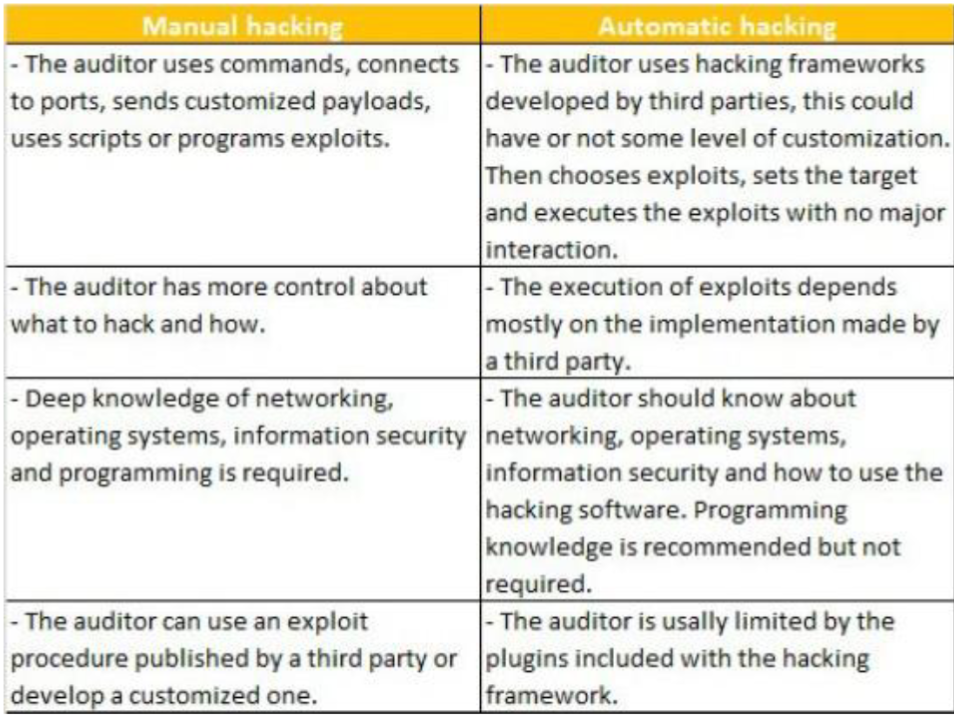 Manual hacking
Automatic hacking
- The auditor uses commands, connects
to ports, sends customized payloads,
uses scripts or programs exploits.
- The auditor uses hacking frameworks
developed by third parties, this could
have or not some level of customization.
Then chooses exploits, sets the target
and executes the exploits with no major
interaction.
- The auditor has more control about
what to hack and how.
- The execution of exploits depends
mostly on the implementation made by
a third party.
- Deep knowledge of networking,
operating systems, information security
and programming is required.
- The auditor should know about
networking, operating systems,
information security and how to use the
hacking software. Programming
knowledge is recommended but not
required.
- The auditor can use an exploit
procedure published by a third party or
develop a customized one.
- The auditor is usally limited by the
plugins included with the hacking
framework.